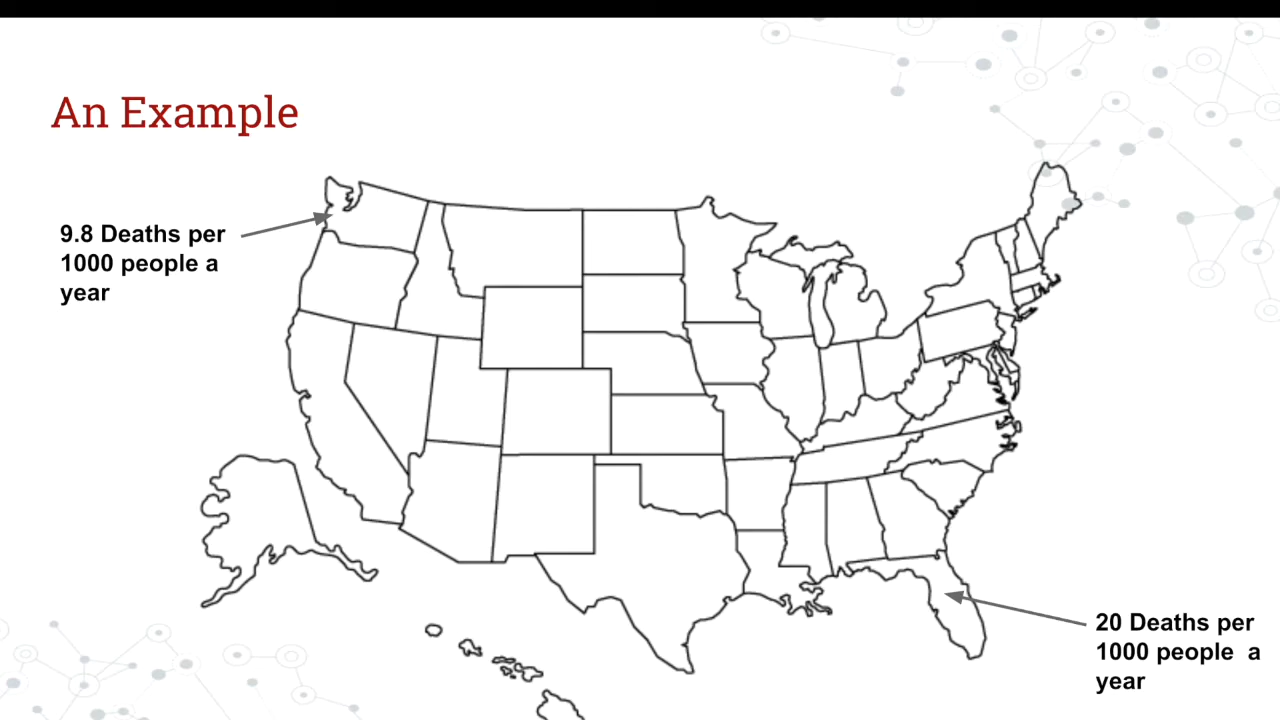 An Example
9.8 Deaths per
1000 people a
year
20 Deaths per
1000 people  a
year